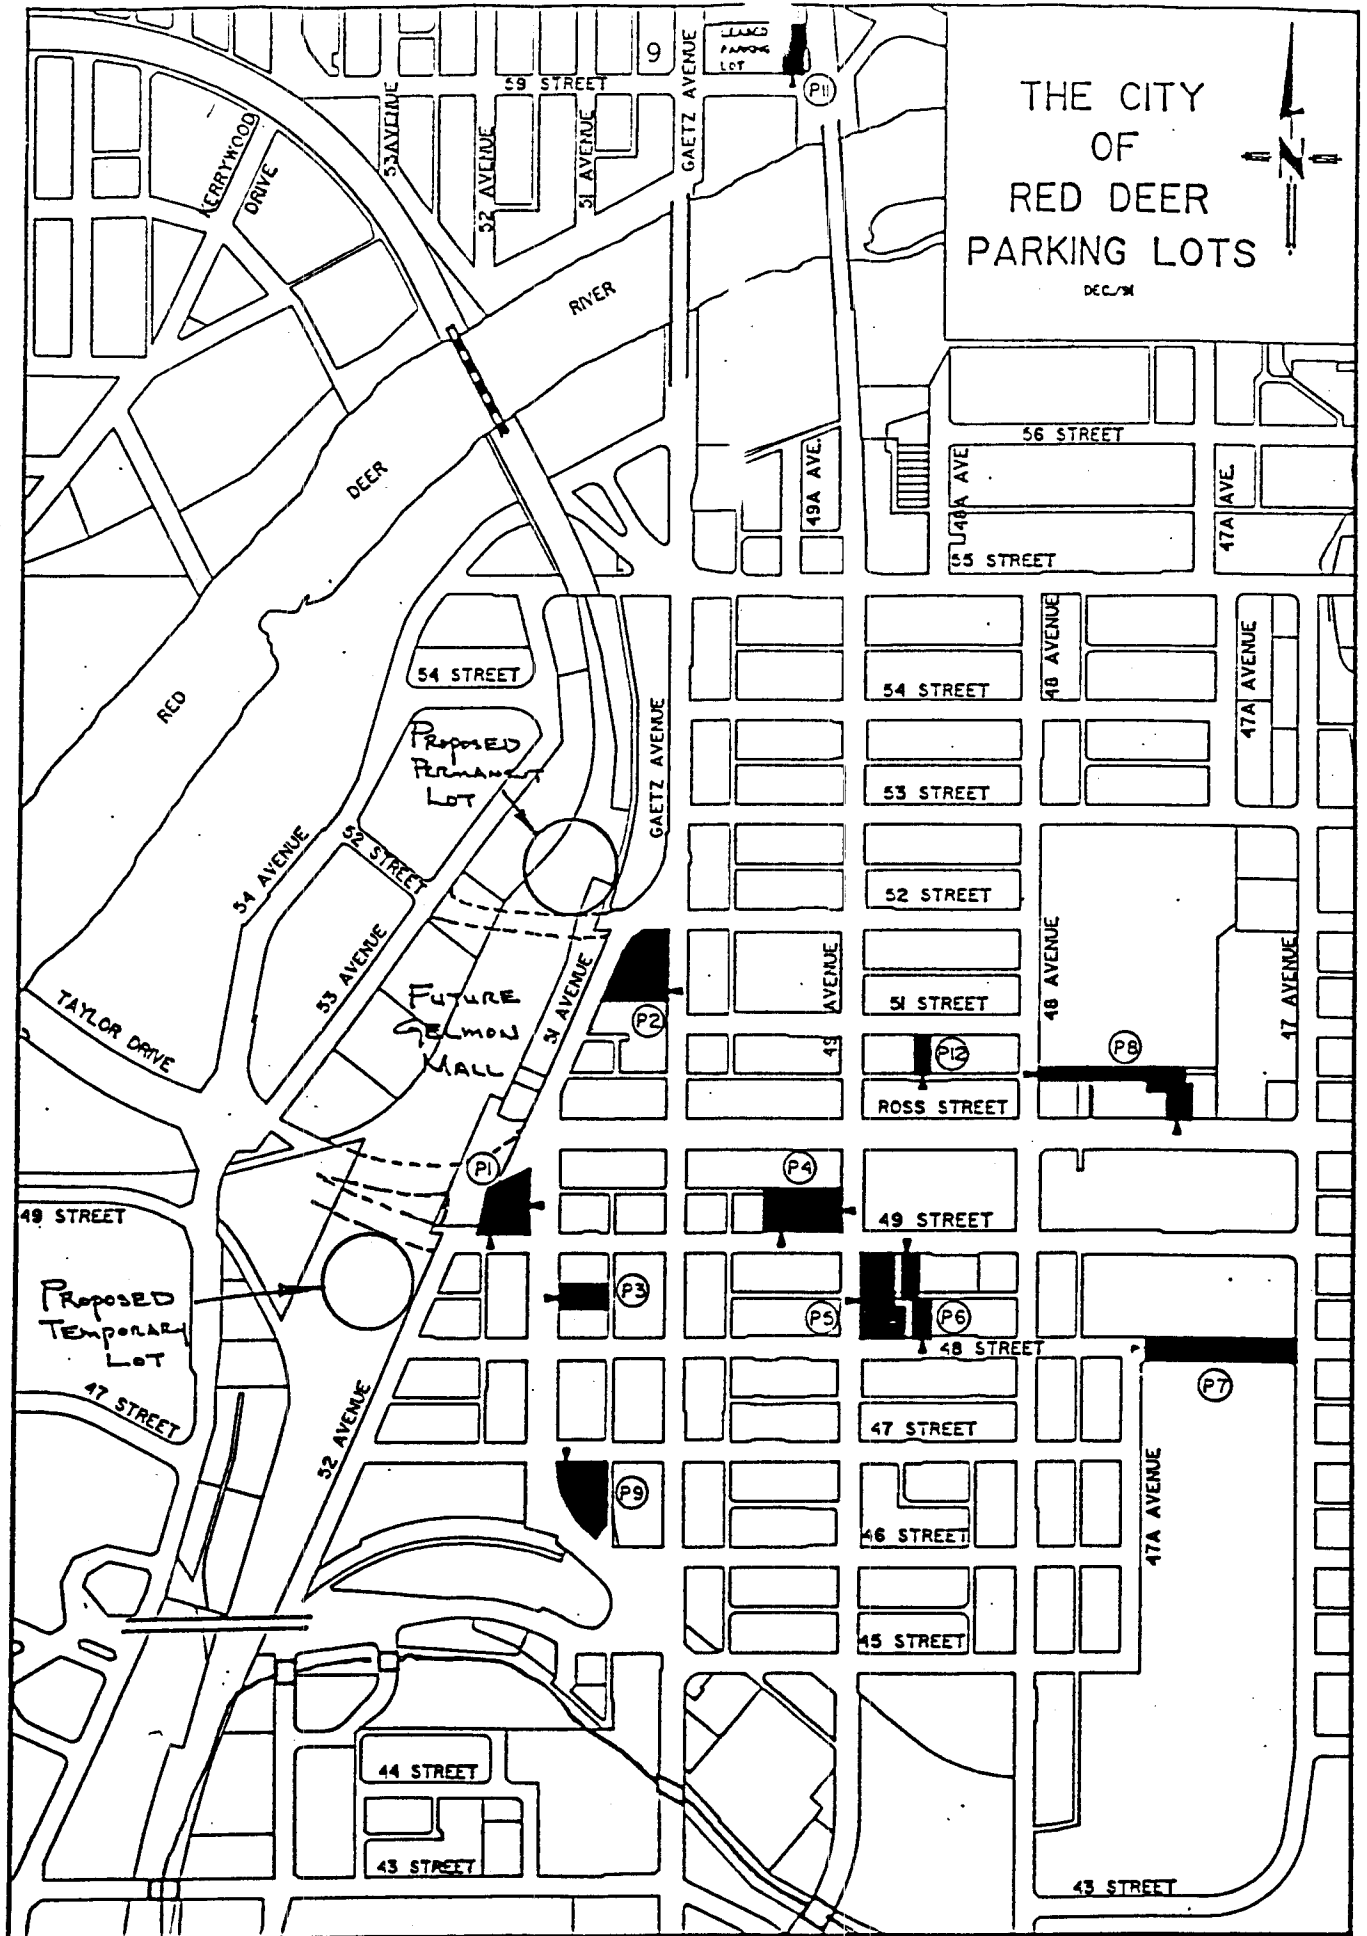 9
LEASED
PARKING
LOT
P11
THE CITY
OF
RED DEER
PARKING LOTS
DEC./91
N
59 STREET
GAETZ AVENUE
53 AVENUE
52 AVENUE
51 AVENUE
KERRYWOOD
DRIVE
RIVER
DEER
RED
56 STREET
49A AVE.
48A AVE
47A AVE.
55 STREET
54 STREET
54 STREET
48 AVENUE
47A AVENUE
GAETZ AVENUE
PROPOSED
PERMANENT
LOT
53 STREET
52 STREET
54 AVENUE
52 STREET
53 AVENUE
51 AVENUE
49 AVENUE
48 AVENUE
47 AVENUE
51 STREET
TAYLOR DRIVE
FUTURE
GELMON
MALL
P2
P12
P8
ROSS STREET
P1
P4
49 STREET
49 STREET
PROPOSED
TEMPORARY
LOT
P3
P5
P6
48 STREET
P7
47 STREET
52 AVENUE
47 STREET
P9
46 STREET
47A AVENUE
45 STREET
44 STREET
43 STREET
43 STREET